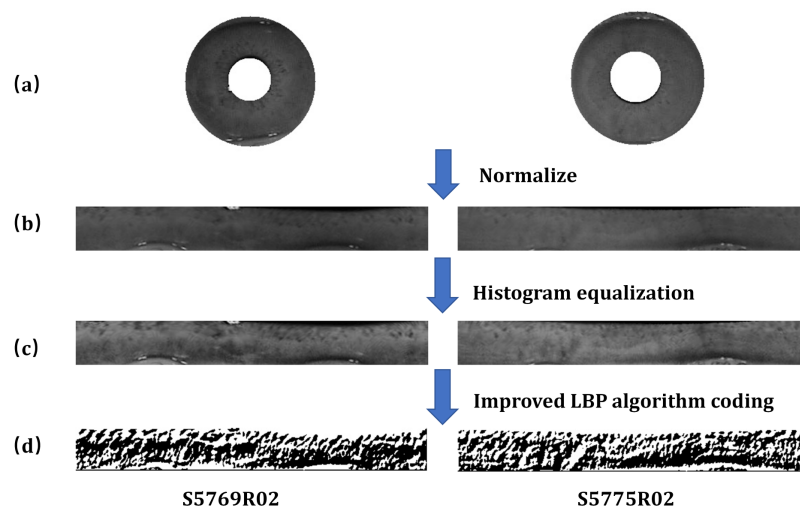 (a)
Normalize
(b)
Histogram equalization
(c)
Improved LBP algorithm coding
(d)
S5769R02 S5775R02